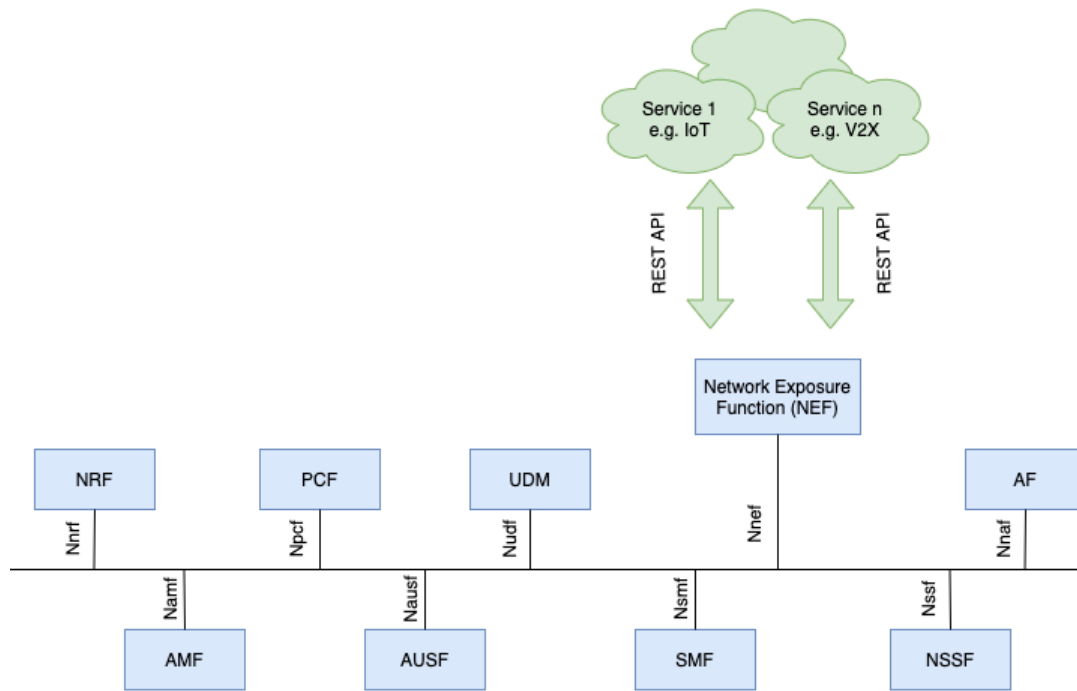 Service 1
e.g. IoT
Service n
e.g. V2X
REST API
REST API
Network Exposure
Function (NEF)
NRF
PCF
UDM
AF
Nnrf
Npcf
Nudf
Nnef
Nnaf
Namf
Nausf
Nsmf
Nssf
AMF
AUSF
SMF
NSSF